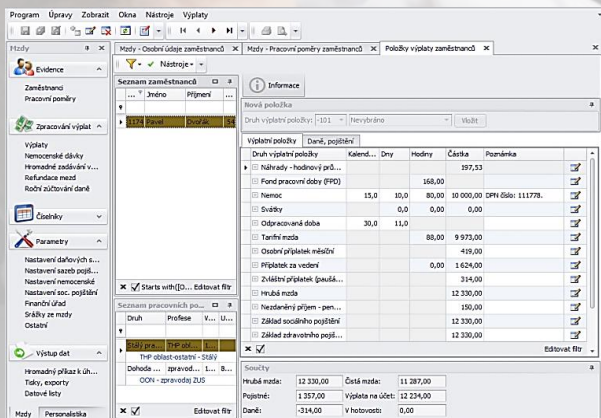 Program Úpravy Zobrazit Okna Nástroje Výplaty
Mzdy
Evidence
Zaměstnanci
Pracovní poměry
Zpracování výplat
Výplaty
Nemocenské dávky
Hromadné zadávání v...
Refundace mezd
Roční zúčtování daně
Číselníky
Parametry
Nastavení daňových s...
Nastavení sazeb pojiš...
Nastavení nemocenské
Nastavení soc. pojištění
Finanční úřad
Srážky ze mzdy
Ostatní
Výstup dat
Hromadný příkaz k úh...
Tisky, exporty
Datové listy
Mzdy Personalistika
Mzdy - Osobní údaje zaměstnanců
Mzdy - Pracovní poměry zaměstnanců
Položky výplaty zaměstnanců
Nástroje
Seznam zaměstnanců
... Jméno Příjmení ...
1174 Pavel Dvořák 54
Starts with([O... Editovat filtr
Seznam pracovních po...
Druh Profese V... U...
Stálý pra... THP obl... 1...
THP oblast-ostatní - Stálý
Dohoda ... zpravod... 1... 8...
OON - zpravodaj ZUS
Editovat filtr
Informace
Nová položka
Druh výplatní položky: -101 Nevybráno Vložit
Výplatní položky Daně, pojištění
Druh výplatní položky Kalend... Dny Hodiny Částka Poznámka
Náhrady - hodinový prů... 197,53
Fond pracovní doby (FPD) 168,00
Nemoc 15,0 10,0 80,00 10 000,00 DPN číslo: 111778.
Svátky 0,0 0,00 0,00
Odpracovaná doba 30,0 11,0
Tarifní mzda 88,00 9 973,00
Osobní příplatek měsíční 419,00
Příplatek za vedení 0,00 1 624,00
Zvláštní příplatek (paušá... 314,00
Hrubá mzda 12 330,00
Nezdaněný příjem - pen... 150,00
Základ sociálního pojištění 12 330,00
Základ zdravotního pojiš... 12 330,00
Editovat filtr
Součty
Hrubá mzda: 12 330,00 Čistá mzda: 11 287,00
Pojistné: 1 357,00 Výplata na účet: 12 234,00
Daně: -314,00 V hotovosti: 0,00